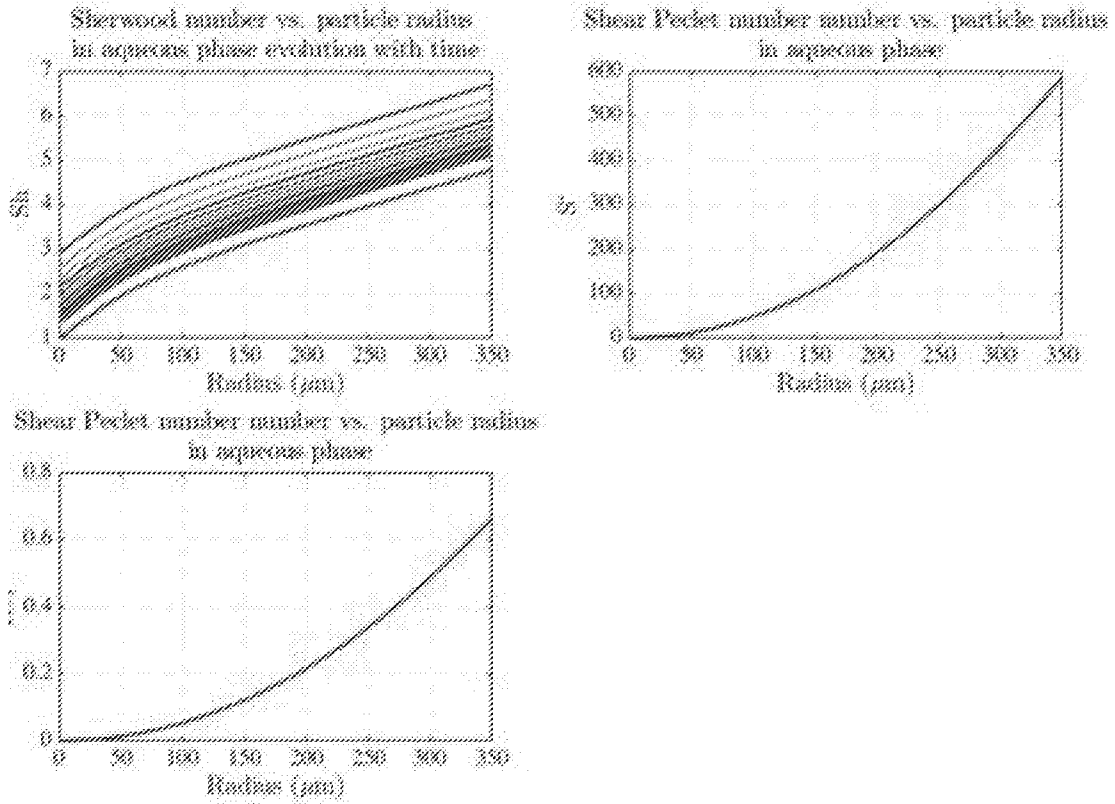 Sherwood number vs. particle radius
in aqueous phase evolution with time
7
6
5
4
3
2
1
Sh
0 50 100 150 200 250 300 350
Radius (μm)
Shear Peclet number number vs. particle radius
in aqueous phase
600
500
400
300
200
100
0
0 50 100 150 200 250 300 350
Radius (μm)
Shear Peclet number number vs. particle radius
in aqueous phase
0.8
0.6
0.4
0.2
0
0 50 100 150 200 250 300 350
Radius (μm)